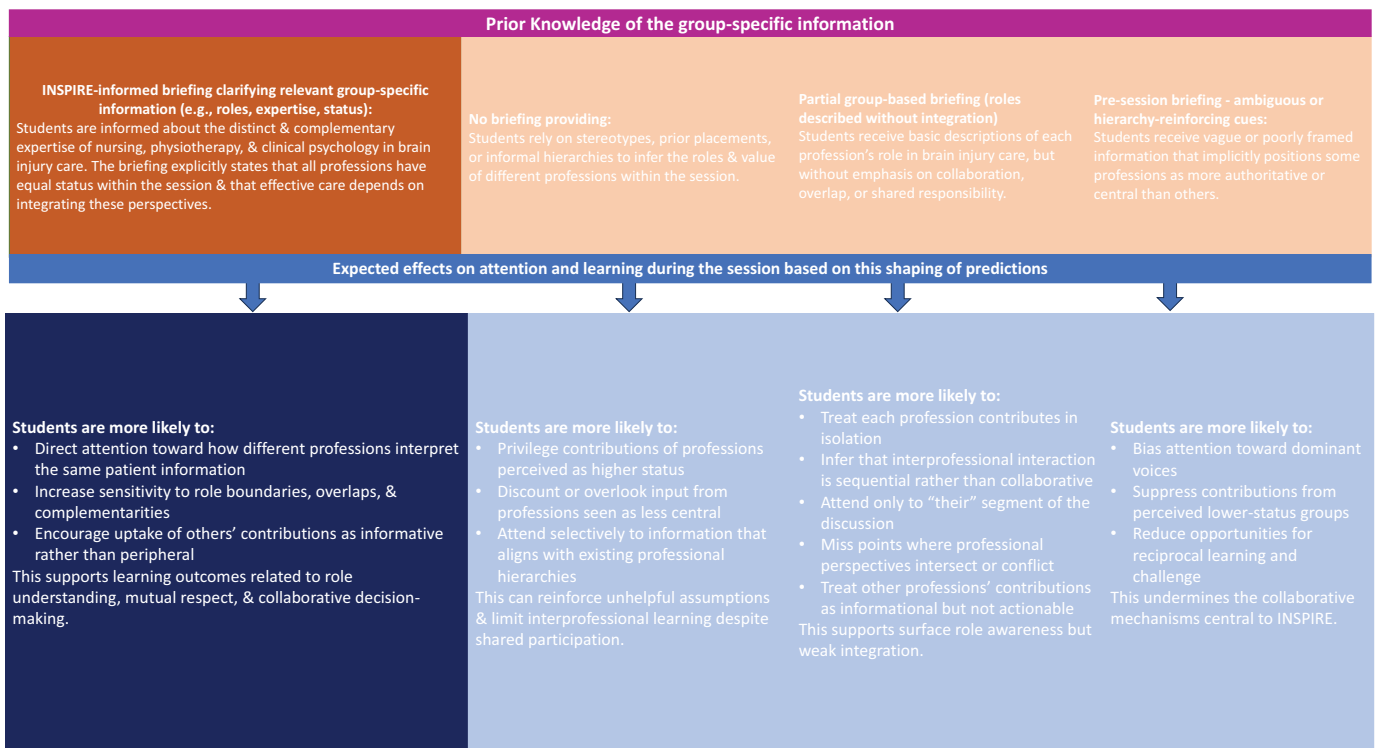 Prior Knowledge of the group-specific information
INSPIRE-informed briefing clarifying relevant group-specific
information (e.g., roles, expertise, status):
Students are informed about the distinct & complementary
expertise of nursing, physiotherapy, & clinical psychology in brain
injury care. The briefing explicitly states that all professions have
equal status within the session & that effective care depends on
integrating these perspectives.
No briefing providing:
Students rely on stereotypes, prior placements,
or informal hierarchies to infer the roles & value
of different professions within the session.
Partial group-based briefing (roles
described without integration)
Students receive basic descriptions of each
profession's role in brain injury care, but
without emphasis on collaboration,
overlap, or shared responsibility.
Pre-session briefing - ambiguous or
hierarchy-reinforcing cues:
Students receive vague or poorly framed
information that implicitly positions some
professions as more authoritative or
central than others.
Expected effects on attention and learning during the session based on this shaping of predictions
Students are more likely to:
• Direct attention toward how different professions interpret
the same patient information
• Increase sensitivity to role boundaries, overlaps, &
complementarities
• Encourage uptake of others' contributions as informative
rather than peripheral
This supports learning outcomes related to role
understanding, mutual respect, & collaborative decision-
making.
Students are more likely to:
• Privilege contributions of professions
perceived as higher status
• Discount or overlook input from
professions seen as less central
• Attend selectively to information that
aligns with existing professional
hierarchies
This can reinforce unhelpful assumptions
& limit interprofessional learning despite
shared participation.
Students are more likely to:
• Treat each profession contributes in
isolation
• Infer that interprofessional interaction
is sequential rather than collaborative
• Attend only to “their” segment of the
discussion
• Miss points where professional
perspectives intersect or conflict
• Treat other professions' contributions
as informational but not actionable
This supports surface role awareness but
weak integration.
Students are more likely to:
• Bias attention toward dominant
voices
• Suppress contributions from
perceived lower-status groups
• Reduce opportunities for
reciprocal learning and
challenge
This undermines the collaborative
mechanisms central to INSPIRE.